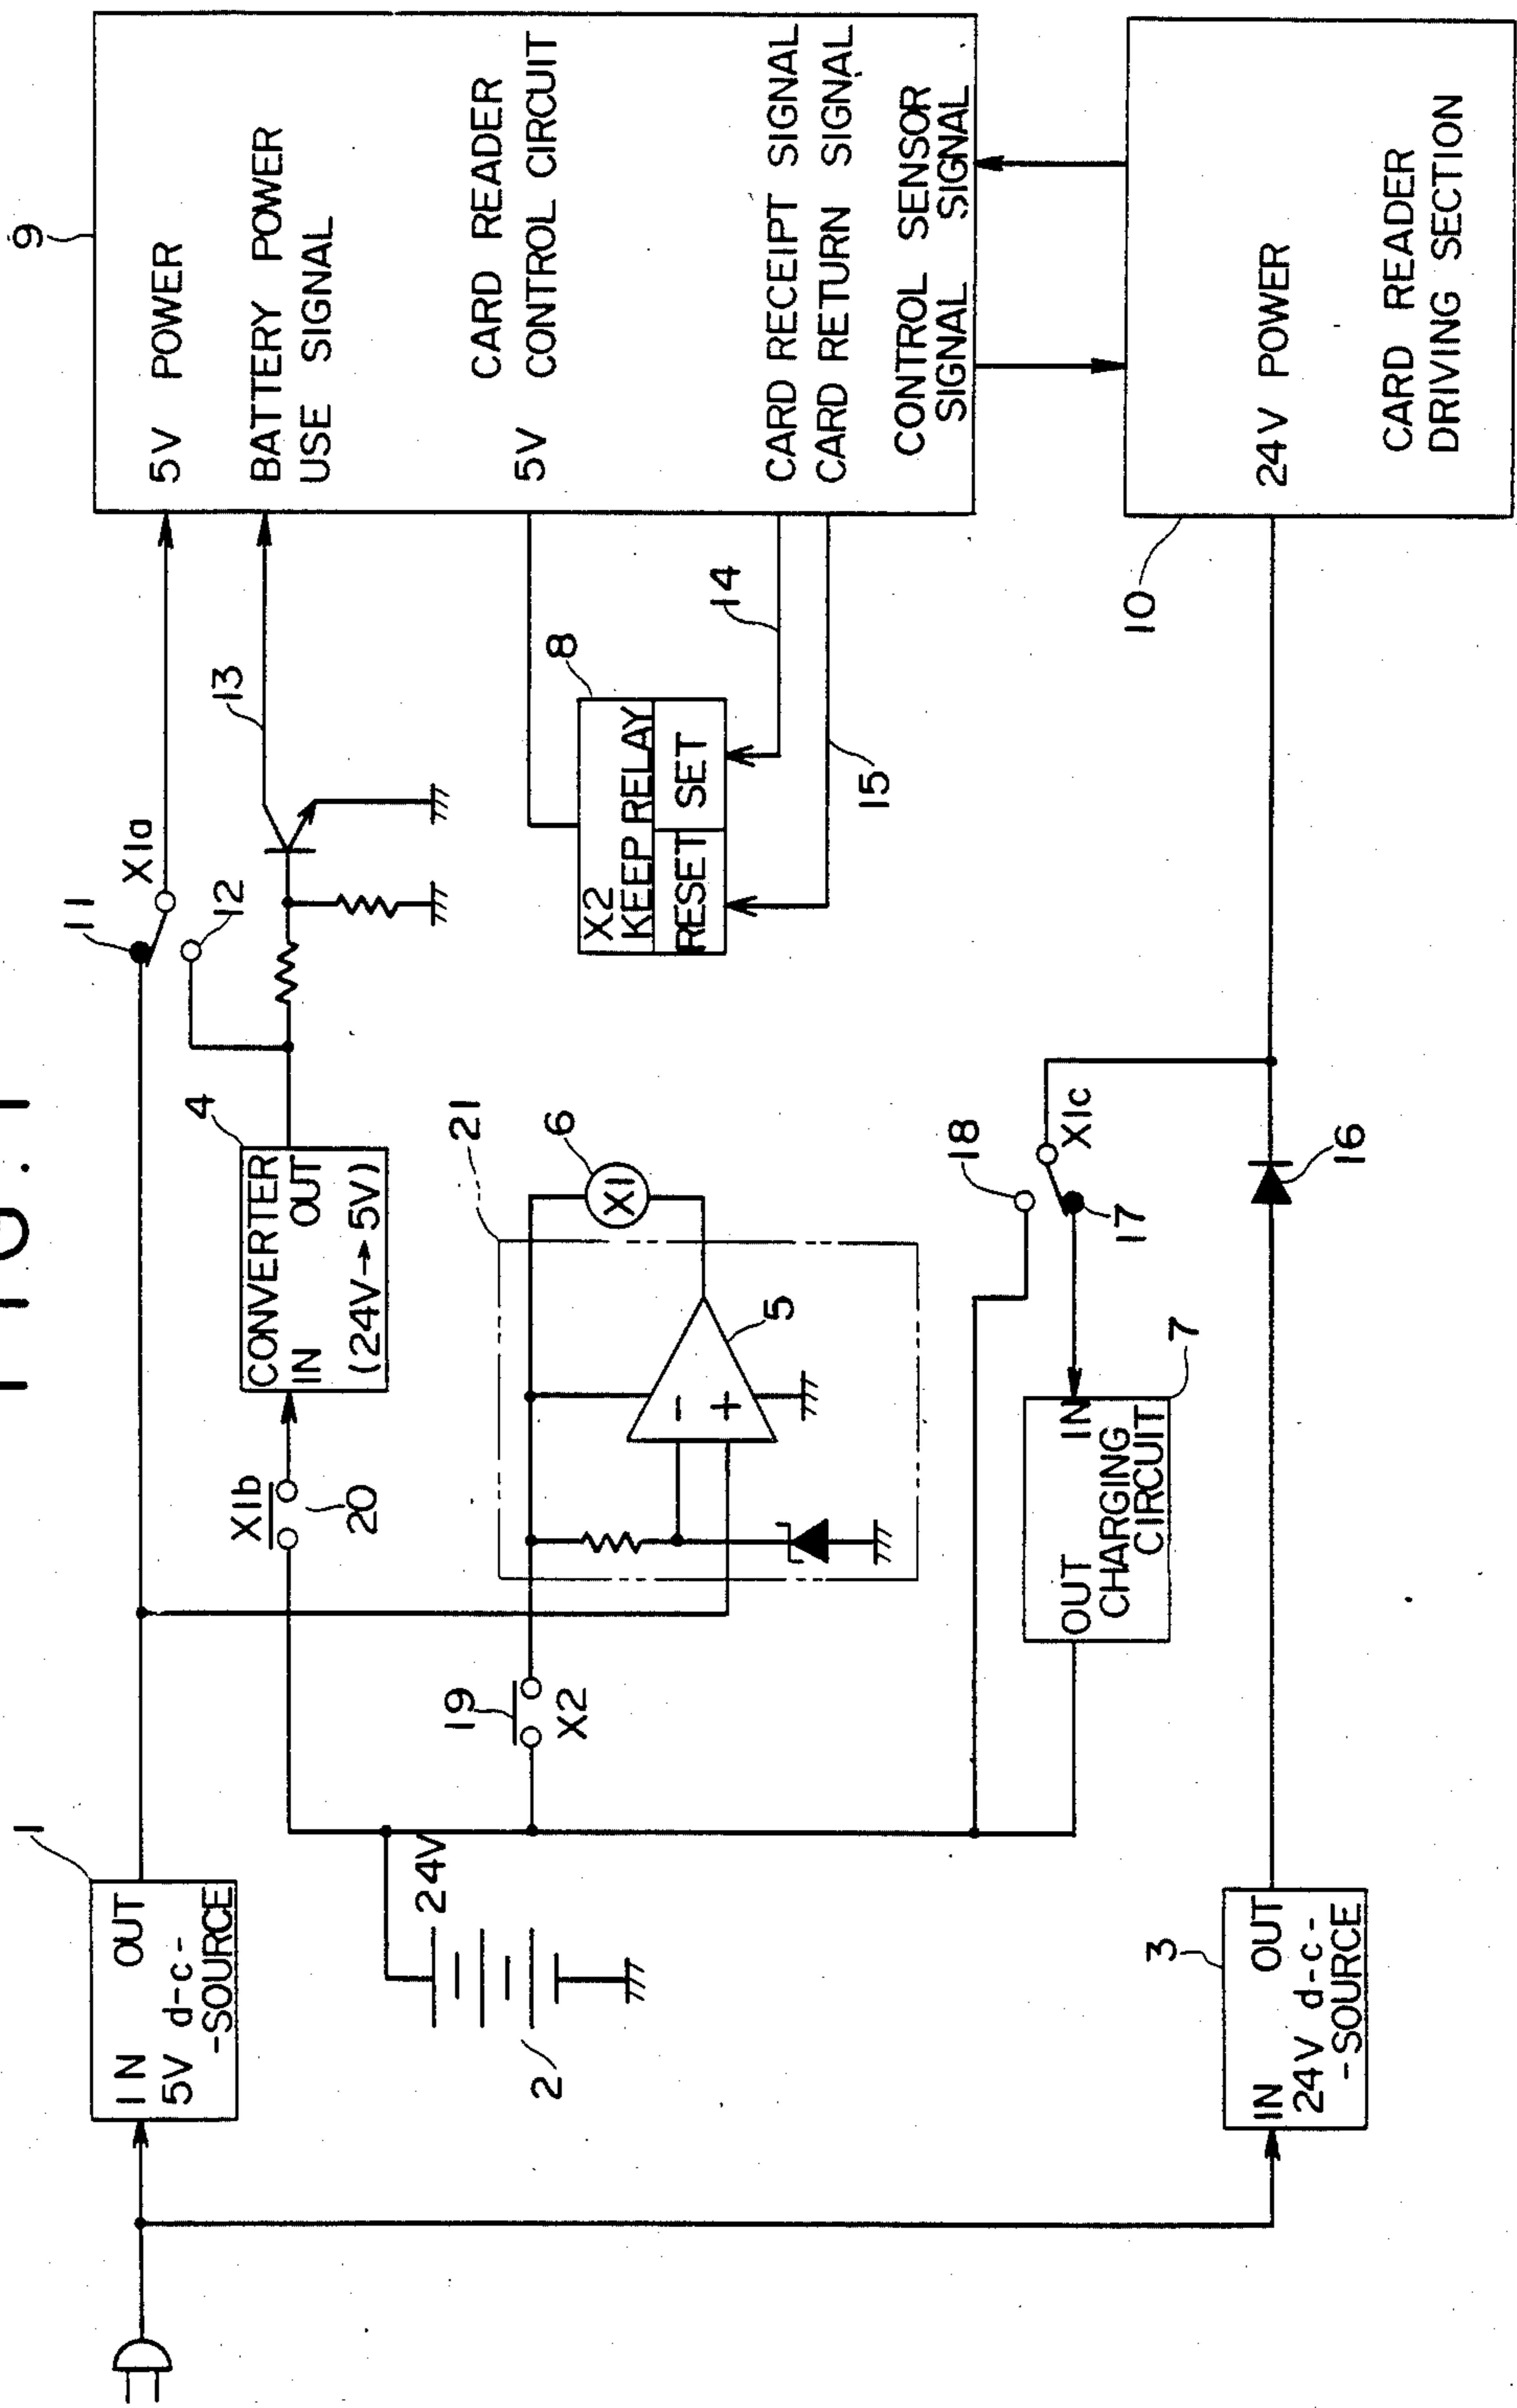 FIG. 1
1
IN OUT
5V d-c-
-SOURCE
11
X1a
12
9
5V POWER
BATTERY POWER
USE SIGNAL
13
4
CONVERTER
IN OUT
(24V→5V)
X1b
20
21
6
X1
5
-
+
19
X2
24V
2
5V
CARD READER
CONTROL CIRCUIT
8
X2
KEEP RELAY
RESET
SET
14
15
CARD RECEIPT SIGNAL
CARD RETURN SIGNAL
CONTROL SENSOR
SIGNAL SIGNAL
18
X1c
17
7
IN
OUT
CHARGING
CIRCUIT
16
3
IN OUT
24V d-c-
-SOURCE
10
24V POWER
CARD READER
DRIVING SECTION